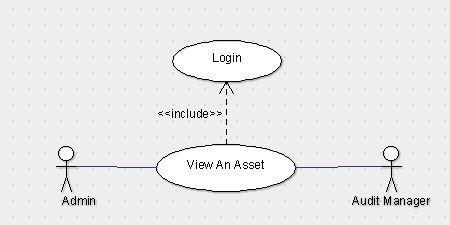 Login
<<include>>
View An Asset
Admin
Audit Manager